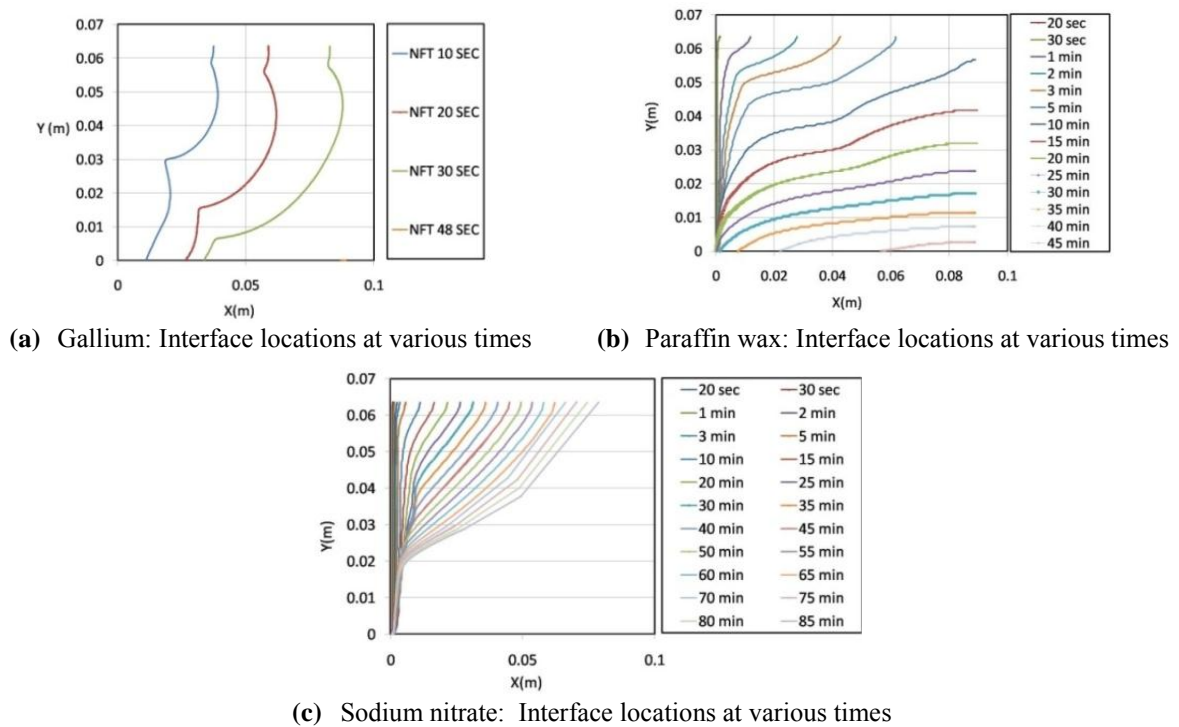 0.07
0.06
0.05
0.04
Y (m)
0.03
0.02
0.01
0
0 0.05 0.1
X(m)
NFT 10 SEC
NFT 20 SEC
NFT 30 SEC
NFT 48 SEC
(a) Gallium: Interface locations at various times
0.07
0.06
0.05
0.04
Y(m)
0.03
0.02
0.01
0
0 0.02 0.04 0.06 0.08 0.1
X(m)
20 sec
30 sec
1 min
2 min
3 min
5 min
10 min
15 min
20 min
25 min
30 min
35 min
40 min
45 min
(b) Paraffin wax: Interface locations at various times
0.07
0.06
0.05
0.04
Y(m)
0.03
0.02
0.01
0
0 0.05 0.1
X(m)
20 sec 30 sec
1 min 2 min
3 min 5 min
10 min 15 min
20 min 25 min
30 min 35 min
40 min 45 min
50 min 55 min
60 min 65 min
70 min 75 min
80 min 85 min
(c) Sodium nitrate: Interface locations at various times